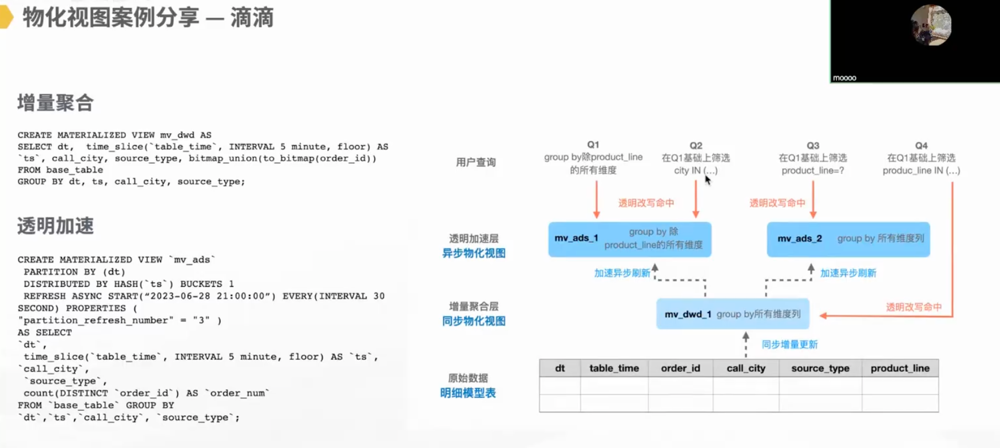 物化视图案例分享 — 滴滴
moooo
增量聚合
CREATE MATERIALIZED VIEW mv_dwd AS
SELECT dt,  time_slice(`table_time`, INTERVAL 5 minute, floor) AS
`ts`, call_city, source_type, bitmap_union(to_bitmap(order_id))
FROM base_table
GROUP BY dt, ts, call_city, source_type;
透明加速
CREATE MATERIALIZED VIEW `mv_ads`
PARTITION BY (dt)
DISTRIBUTED BY HASH(`ts`) BUCKETS 1
REFRESH ASYNC START(“2023-06-28 21:00:00”) EVERY(INTERVAL 30
SECOND) PROPERTIES (
"partition_refresh_number" = "3" )
AS SELECT
`dt`,
time_slice(`table_time`, INTERVAL 5 minute, floor) AS `ts`,
`call_city`,
`source_type`,
count(DISTINCT `order_id`) AS `order_num`
FROM `base_table` GROUP BY
`dt`,`ts`,`call_city`, `source_type`;
用户查询
Q1
group by除product_line
的所有维度
Q2
在Q1基础上筛选
city IN (...)
Q3
在Q1基础上筛选
product_line=?
Q4
在Q1基础上筛选
produc_line IN (...)
透明改写命中
透明改写命中
透明加速层
异步物化视图
mv_ads_1
group by 除
product_line的所有维度
mv_ads_2 group by 所有维度列
加速异步刷新
加速异步刷新
增量聚合层
同步物化视图
mv_dwd_1 group by所有维度列
透明改写命中
同步增量更新
原始数据
明细模型表
dt table_time order_id call_city source_type product_line